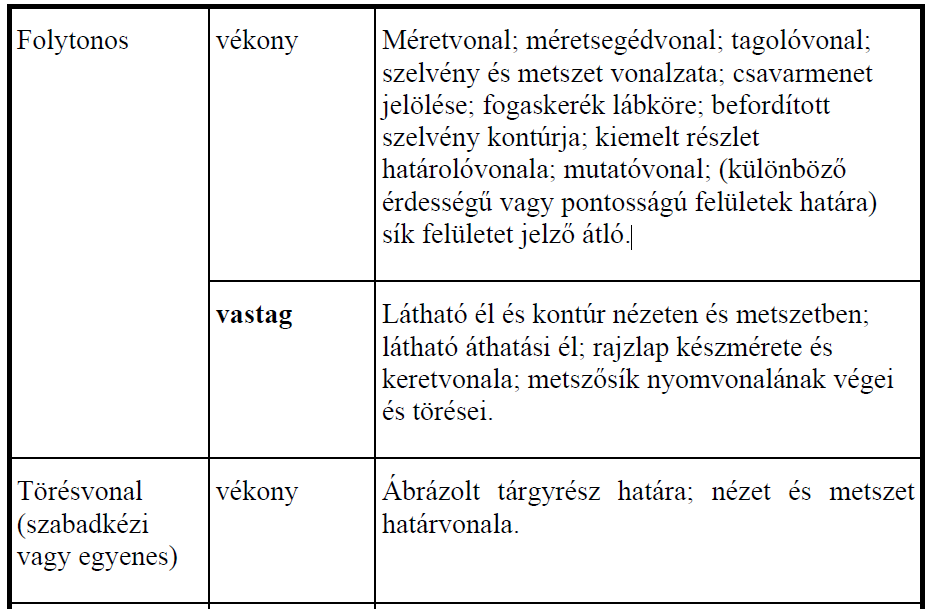 Folytonos
vékony
Méretvonal; méretsegédvonal; tagolóvonal;
szelvény és metszet vonalzata; csavarmenet
jelölése; fogaskerék lábköre; befordított
szelvény kontúrja; kiemelt részlet
határolóvonala; mutatóvonal; (különböző
érdességű vagy pontosságú felületek határa)
sík felületet jelző átló.
vastag
Látható él és kontúr nézeten és metszetben;
látható áthatási él; rajzlap készmérete és
keretvonala; metszősík nyomvonalának végei
és törései.
Törésvonal
(szabadkézi
vagy egyenes)
vékony
Ábrázolt tárgyrész határa; nézet és metszet
határvonala.